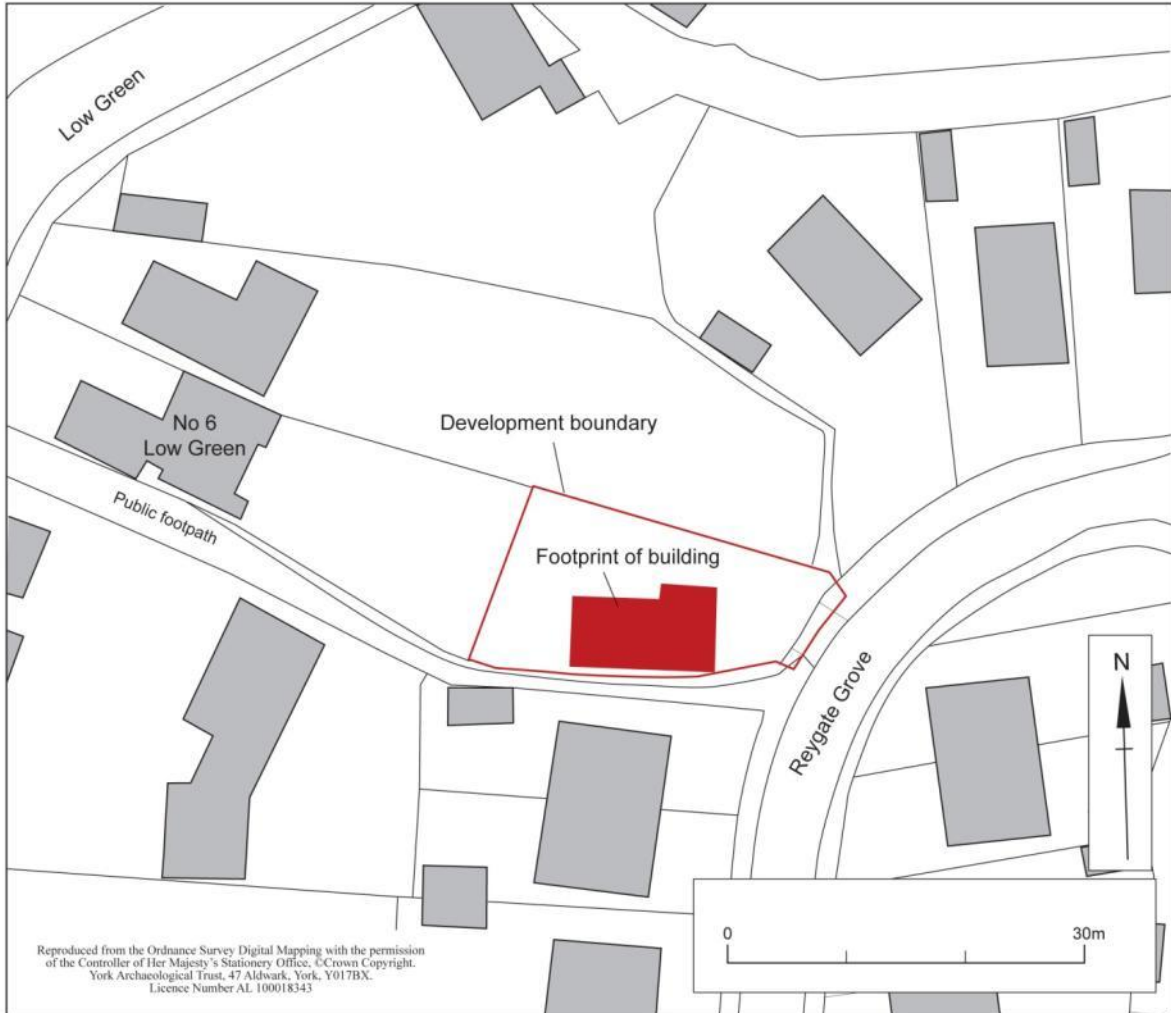 Low Green
No 6
Low Green
Development boundary
Public footpath
Footprint of building
Reygate Grove
N
0
30m
Reproduced from the Ordnance Survey Digital Mapping with the permission
of the Controller of Her Majesty's Stationery Office, ©Crown Copyright.
York Archaeological Trust, 47 Aldwark, York, Y017BX.
Licence Number AL 100018343